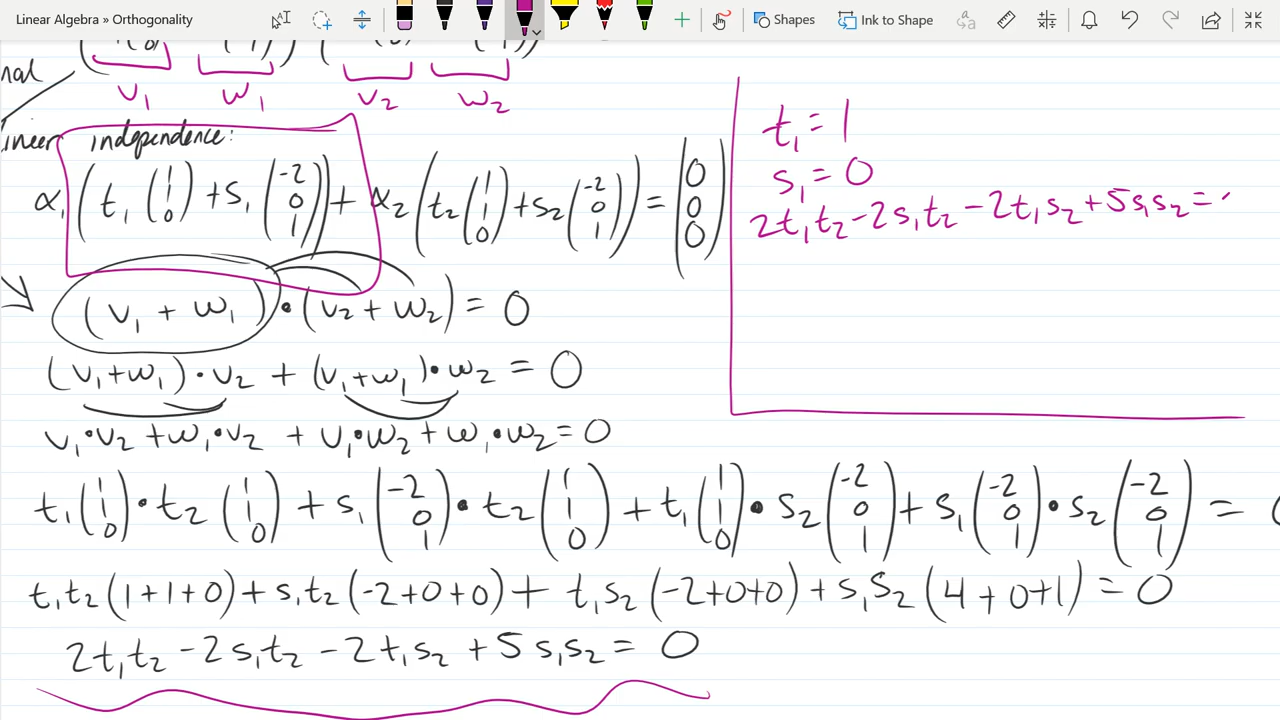 Linear Algebra » Orthogonality
Shapes
Ink to Shape
nal
v₁ w₁ v₂ w₂
independence:
α₁ ( t₁ (1 1 0) + s₁ (-2 0 1) ) + α₂ ( t₂ (1 1 0) + s₂ (-2 0 1) ) = (0 0 0)
(v₁ + w₁) • (v₂ + w₂) = 0
(v₁+w₁) • v₂ + (v₁+w₁) • w₂ = 0
v₁•v₂ + w₁•v₂ + v₁•w₂ + w₁•w₂ = 0
t₁ (1 1 0) • t₂ (1 1 0) + s₁ (-2 0 1) • t₂ (1 1 0) + t₁ (1 1 0) • s₂ (-2 0 1) + s₁ (-2 0 1) • s₂ (-2 0 1) =
t₁t₂ (1+1+0) + s₁t₂ (-2+0+0) + t₁s₂ (-2+0+0) + s₁s₂ (4+0+1) = 0
2t₁t₂ - 2s₁t₂ - 2t₁s₂ + 5s₁s₂ = 0
t₁ = 1
s₁ = 0
2t₁t₂ - 2s₁t₂ - 2t₁s₂ + 5s₁s₂ =